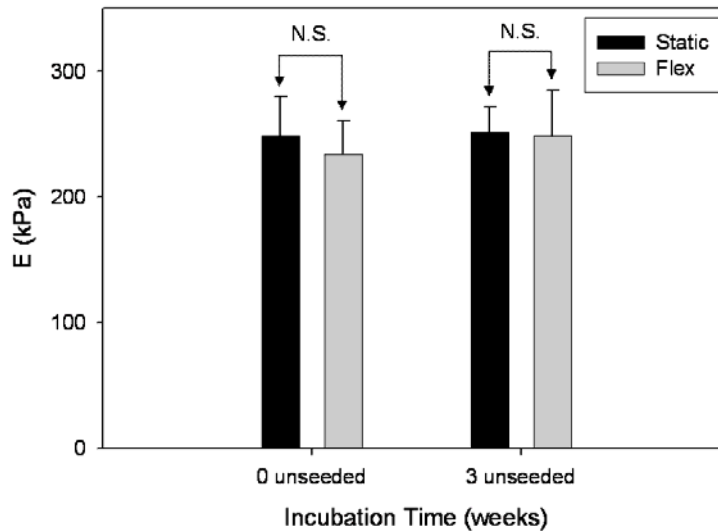 N.S.
N.S.
Static
Flex
300
200
100
0
E (kPa)
0 unseeded
3 unseeded
Incubation Time (weeks)